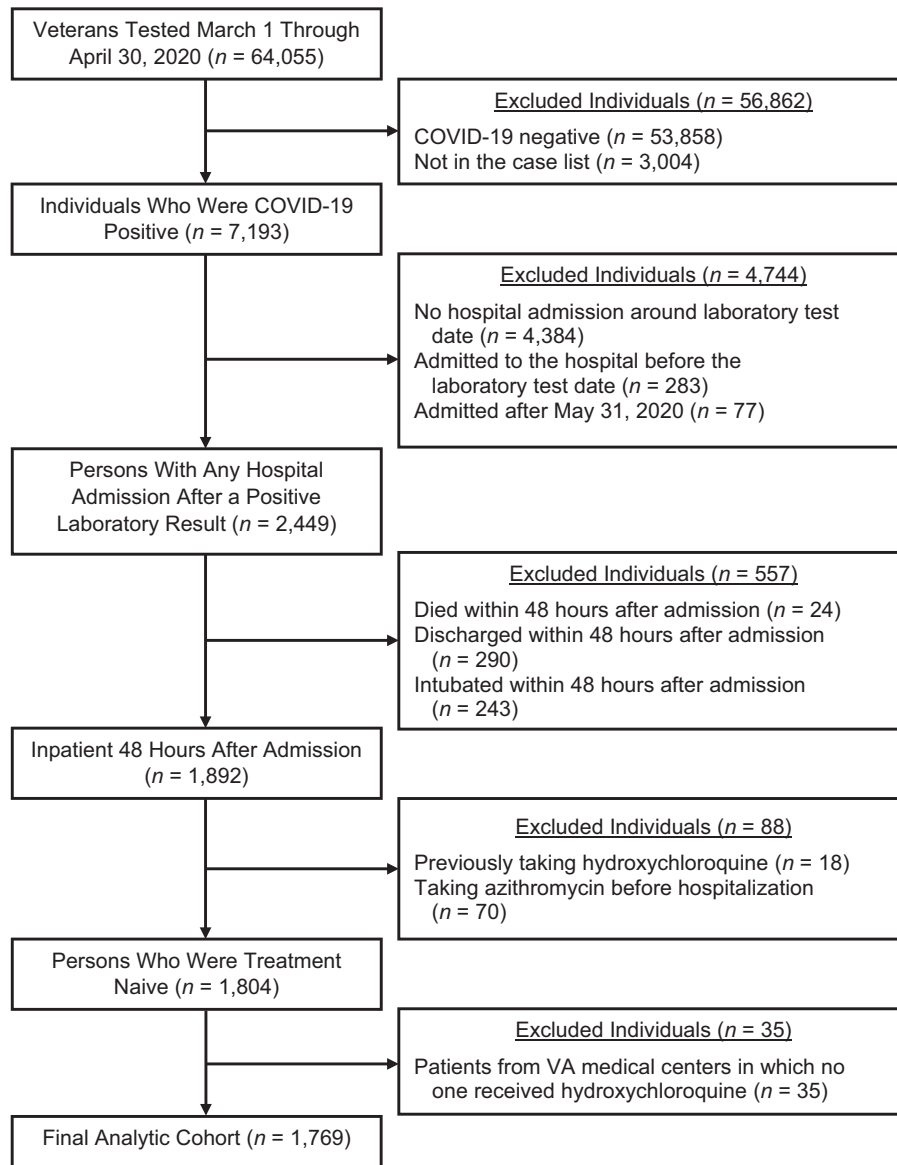 Veterans Tested March 1 Through
April 30, 2020 (n = 64,055)
Excluded Individuals (n = 56,862)
COVID-19 negative (n = 53,858)
Not in the case list (n = 3,004)
Individuals Who Were COVID-19
Positive (n = 7,193)
Excluded Individuals (n = 4,744)
No hospital admission around laboratory test
date (n = 4,384)
Admitted to the hospital before the
laboratory test date (n = 283)
Admitted after May 31, 2020 (n = 77)
Persons With Any Hospital
Admission After a Positive
Laboratory Result (n = 2,449)
Excluded Individuals (n = 557)
Died within 48 hours after admission (n = 24)
Discharged within 48 hours after admission
(n = 290)
Intubated within 48 hours after admission
(n = 243)
Inpatient 48 Hours After Admission
(n = 1,892)
Excluded Individuals (n = 88)
Previously taking hydroxychloroquine (n = 18)
Taking azithromycin before hospitalization
(n = 70)
Persons Who Were Treatment
Naive (n = 1,804)
Excluded Individuals (n = 35)
Patients from VA medical centers in which no
one received hydroxychloroquine (n = 35)
Final Analytic Cohort (n = 1,769)